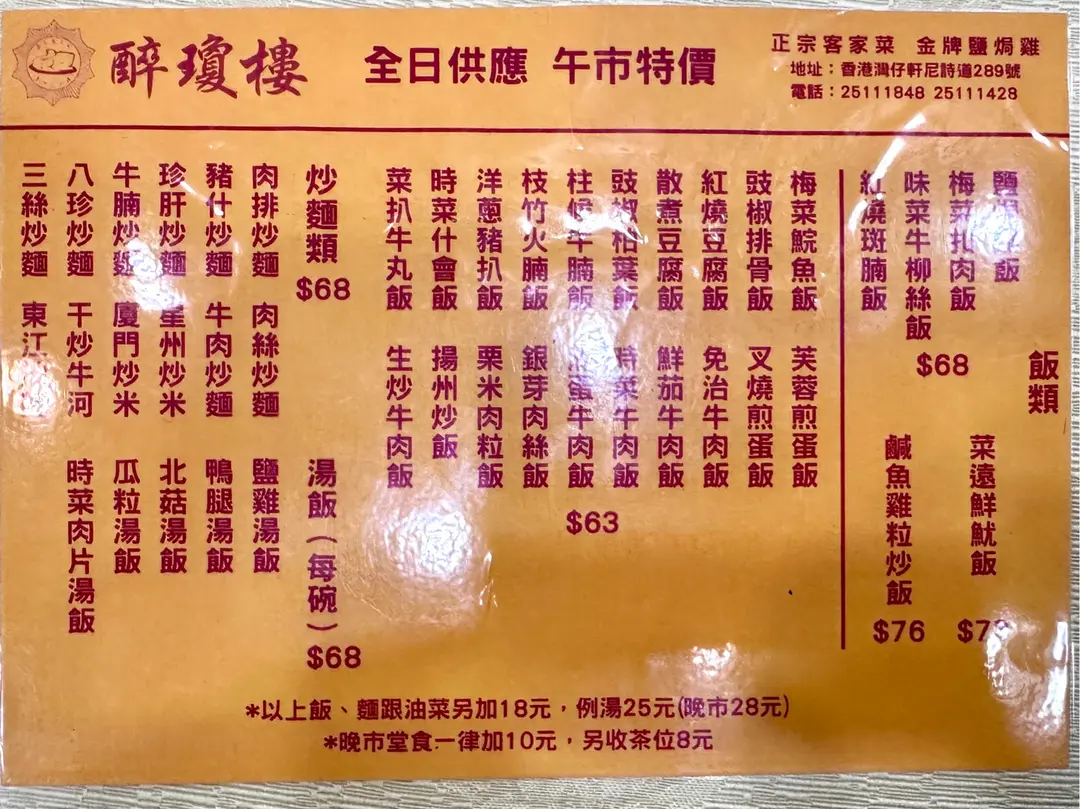 醉瓊樓
全日供應 午市特價
正宗客家菜 金牌鹽焗雞
地址：香港灣仔軒尼詩道289號
電話：25111848 25111428
飯類
鹽飯
梅菜扎肉飯
味菜牛柳絲飯
紅燒斑腩飯
$68
菜遠鮮魷飯
鹹魚雞粒炒飯
$76
梅菜鯇魚飯
豉椒排骨飯
紅燒豆腐飯
散煮豆腐飯
豉椒柏葉飯
柱候牛腩飯
枝竹火腩飯
洋蔥豬扒飯
時菜什會飯
菜扒牛丸飯
芙蓉煎蛋飯
叉燒煎蛋飯
免治牛肉飯
鮮茄牛肉飯
時菜牛肉飯
蛋牛肉飯
銀芽肉絲飯
栗米肉粒飯
揚州炒飯
生炒牛肉飯
$63
炒麵類
$68
肉排炒麵
豬什炒麵
珍肝炒麵
牛腩炒麵
八珍炒麵
三絲炒麵
肉絲炒麵
牛肉炒麵
星州炒米
廈門炒米
干炒牛河
東江
湯飯（每碗）
$68
鹽雞湯飯
鴨腿湯飯
北菇湯飯
瓜粒湯飯
時菜肉片湯飯
*以上飯、麵跟油菜另加18元，例湯25元(晚市28元)
*晚市堂食一律加10元，另收茶位8元